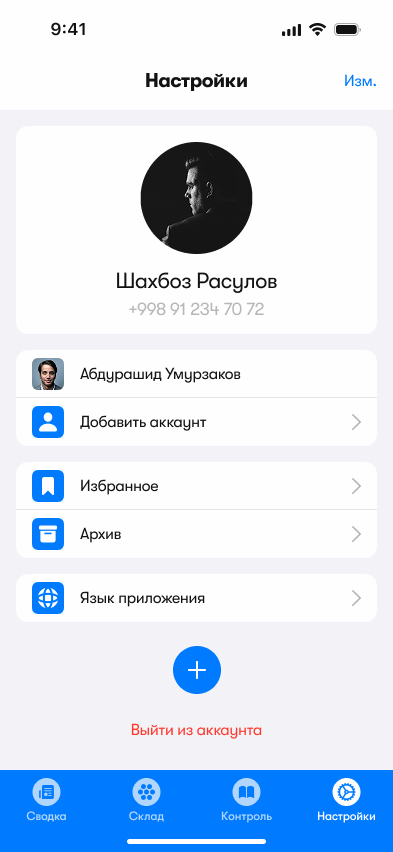 9:41
Настройки
Изм.
Шахбоз Расулов
+998 91 234 70 72
Абдурашид Умурзаков
Добавить аккаунт
Избранное
Архив
Язык приложения
Выйти из аккаунта
Сводка Склад Контроль Настройки